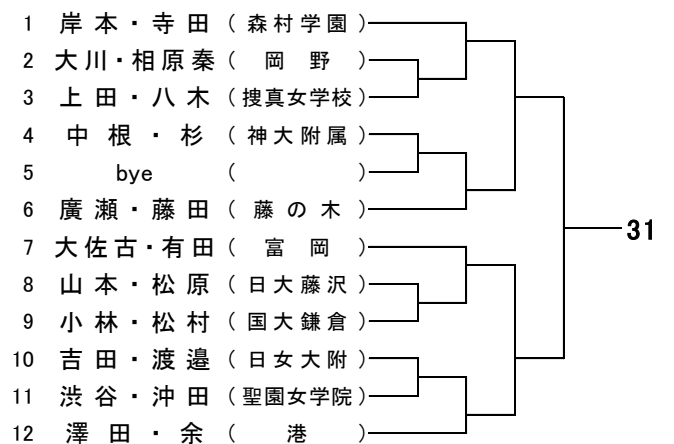 1 岸本・寺田（森村学園）
2 大川・相原秦（岡野）
3 上田・八木（捜真女学校）
4 中根・杉（神大附属）
5 bye （ ）
6 廣瀬・藤田（藤の木）
7 大佐古・有田（富岡）
31
8 山本・松原（日大藤沢）
9 小林・松村（国大鎌倉）
10 吉田・渡邉（日女大附）
11 渋谷・沖田（聖園女学院）
12 澤田・余（港）